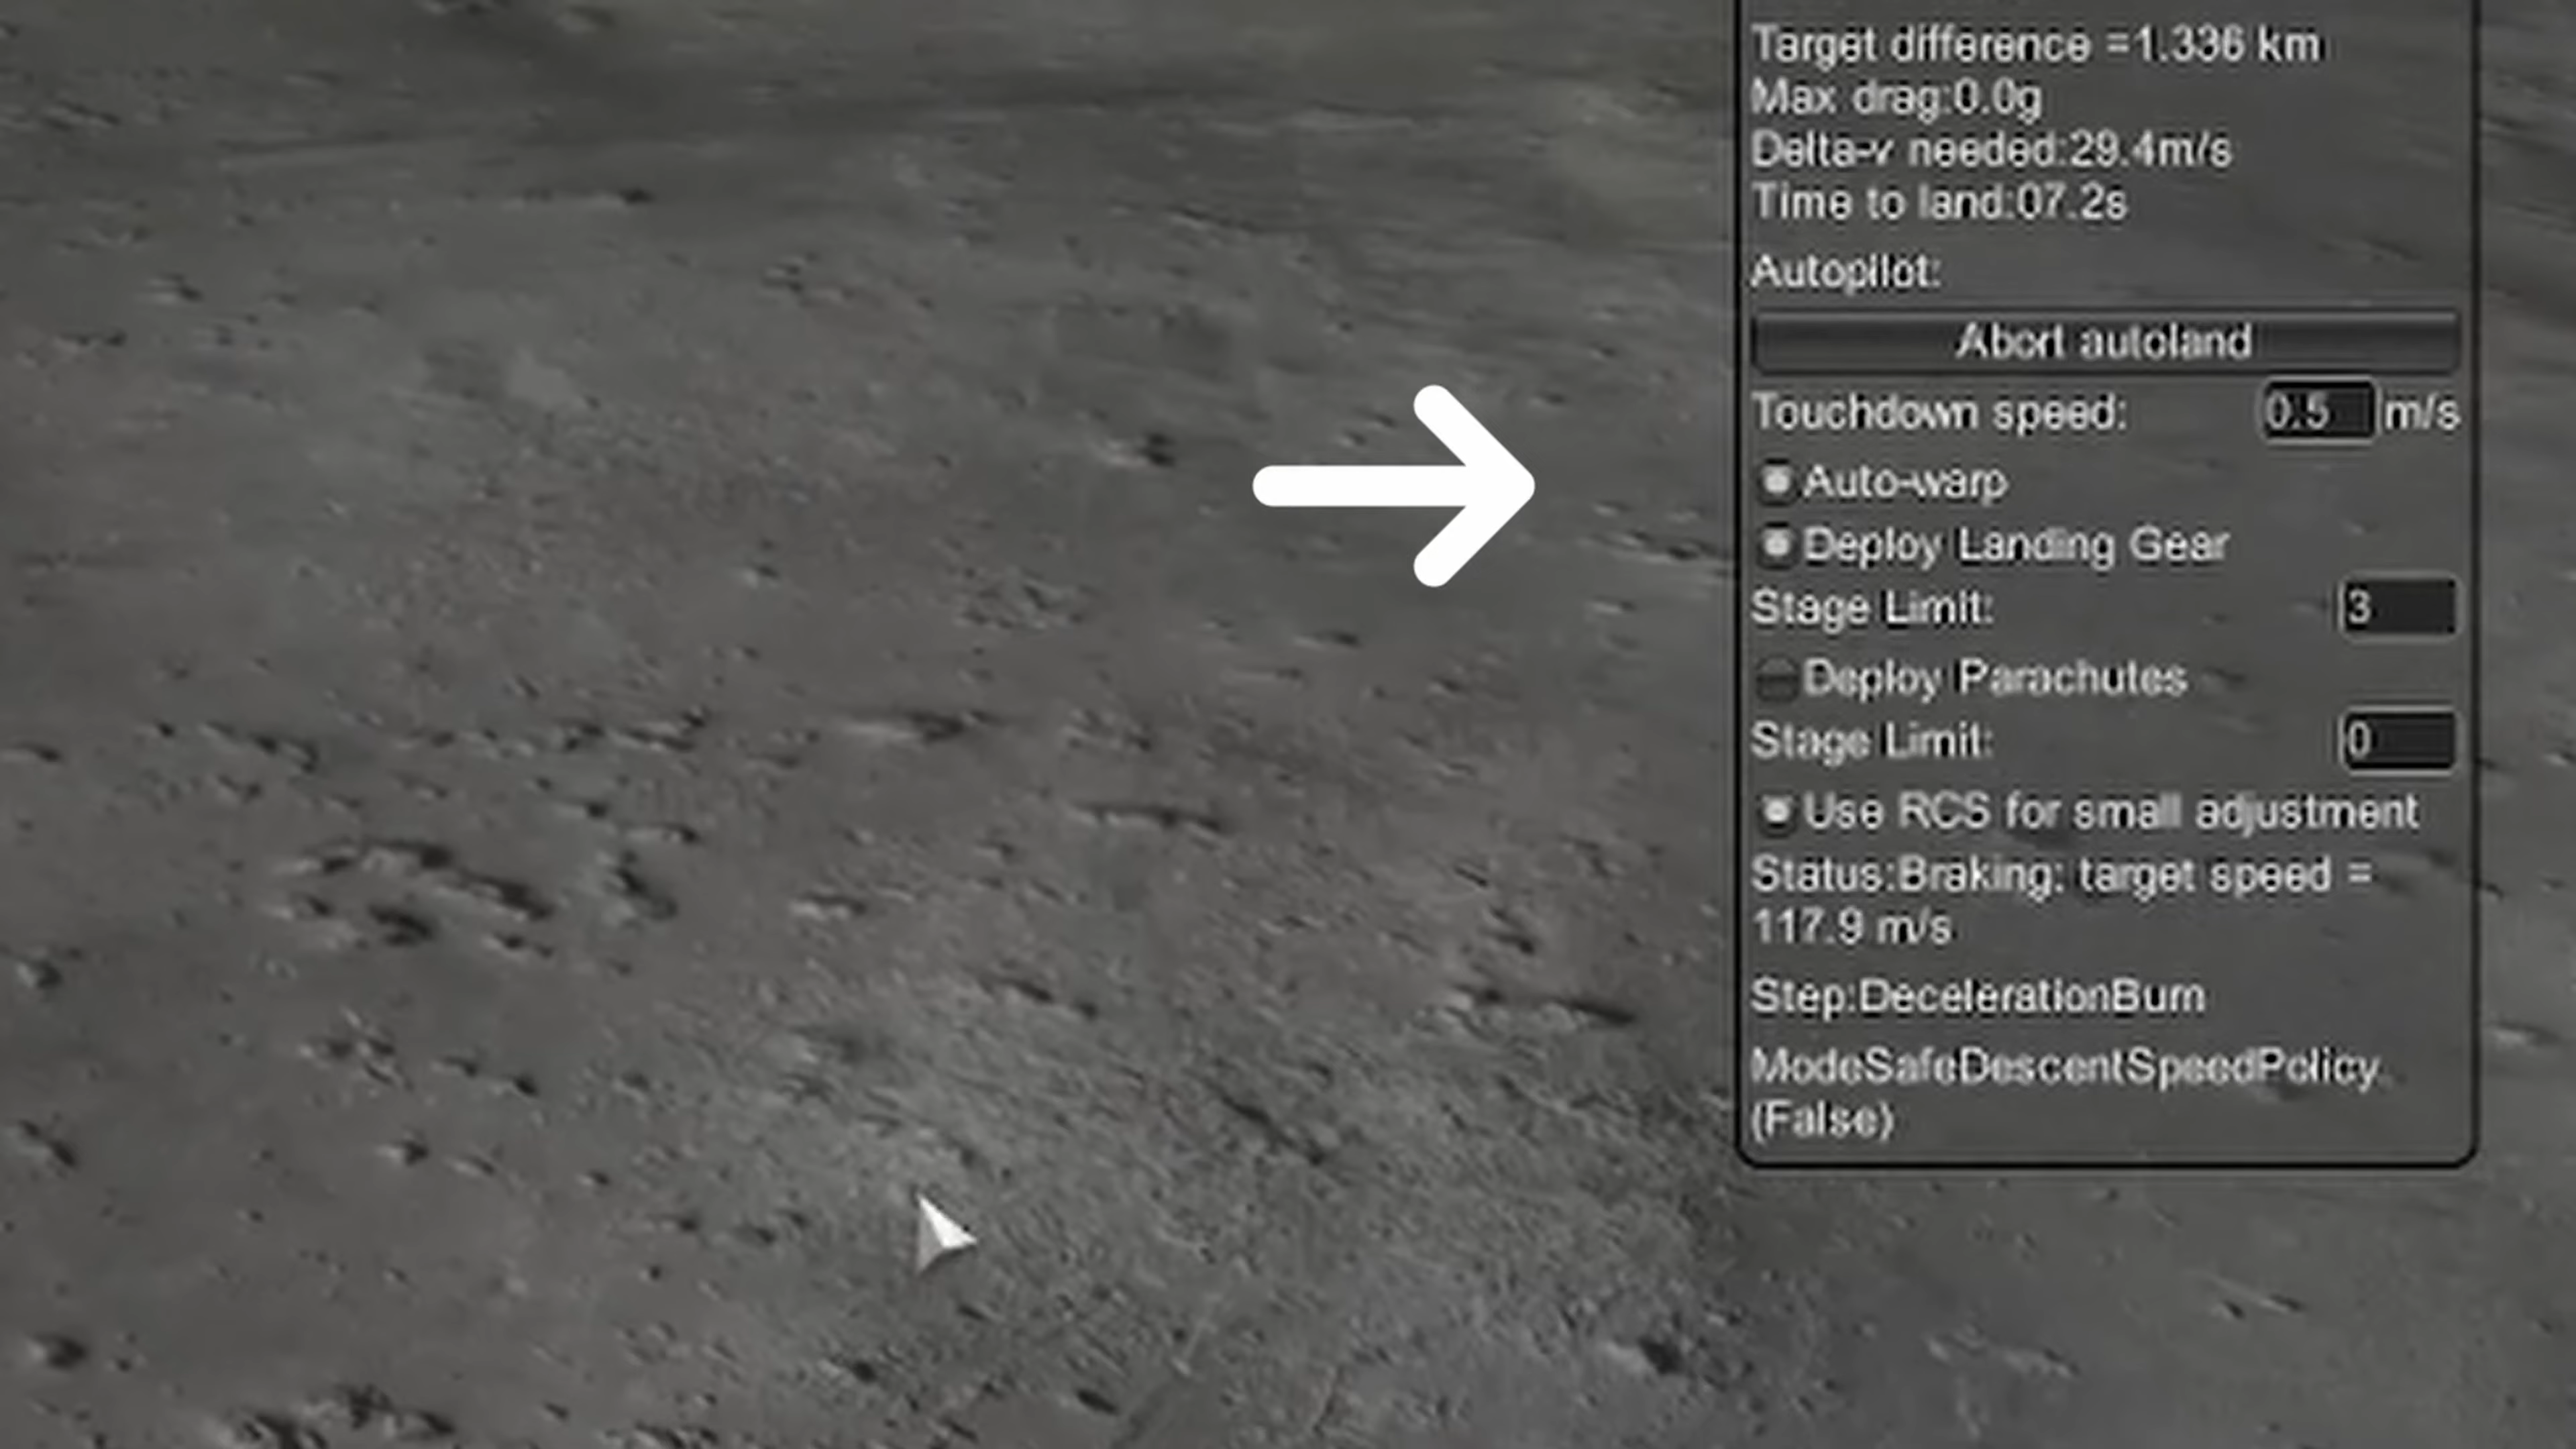 Target difference =1.336 km
Max drag:0.0g
Delta-v needed:29.4m/s
Time to land:07.2s
Autopilot:
Abort autoland
Touchdown speed: 0.5 m/s
Auto-warp
Deploy Landing Gear
Stage Limit: 3
Deploy Parachutes
Stage Limit: 0
Use RCS for small adjustment
Status:Braking: target speed =
117.9 m/s
Step:DecelerationBurn
ModeSafeDescentSpeedPolicy
(False)